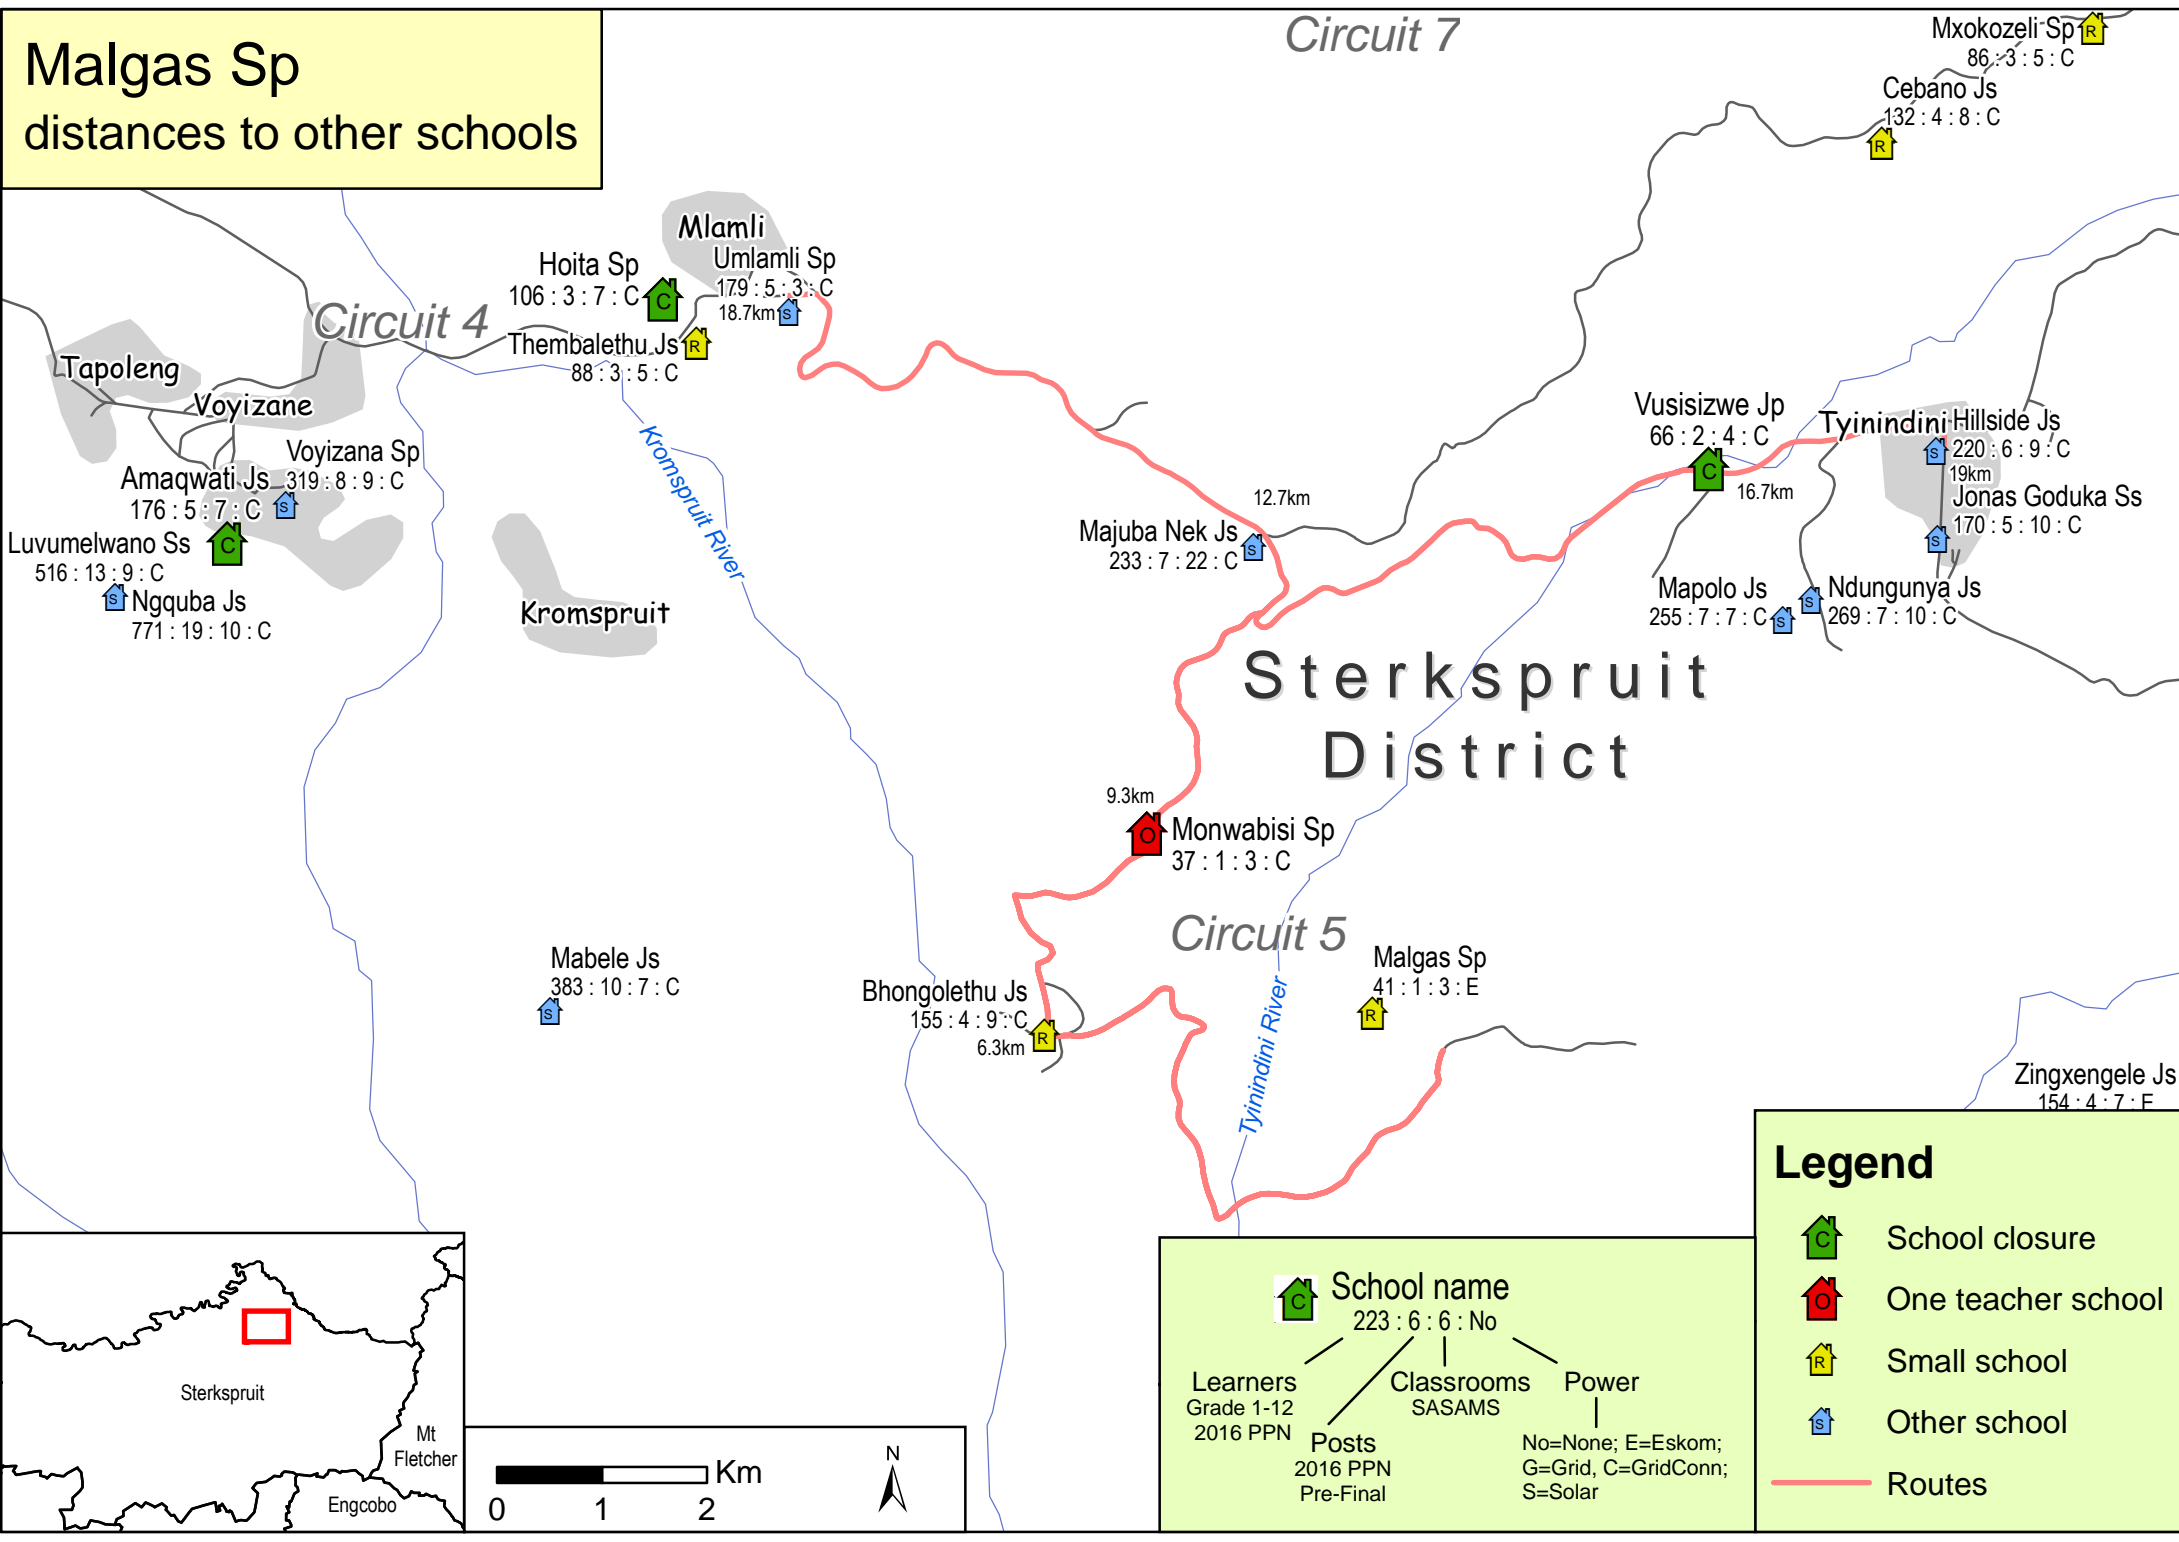 Malgas Sp
distances to other schools
Circuit 7
Mxokozeli Sp
86 : 3 : 5 : C
R
Cebano Js
132 : 4 : 8 : C
R
Mlamli
Hoita Sp
106 : 3 : 7 : C
C
Umlamli Sp
179 : 5 : 3 : C
18.7km
S
Circuit 4
Thembalethu Js
88 : 3 : 5 : C
R
Tapoleng
Voyizane
Voyizana Sp
319 : 8 : 9 : C
S
Amaqwati Js
176 : 5 : 7 : C
C
Luvumelwano Ss
516 : 13 : 9 : C
S
Ngquba Js
771 : 19 : 10 : C
Kromspruit River
Kromspruit
Vusisizwe Jp
66 : 2 : 4 : C
C
16.7km
Tyinindini
Hillside Js
220 : 6 : 9 : C
S
19km
Jonas Goduka Ss
170 : 5 : 10 : C
S
12.7km
Majuba Nek Js
233 : 7 : 22 : C
S
Mapolo Js
255 : 7 : 7 : C
S
Ndungunya Js
269 : 7 : 10 : C
S
Sterkspruit
District
9.3km
O
Monwabisi Sp
37 : 1 : 3 : C
Circuit 5
Mabele Js
383 : 10 : 7 : C
S
Bhongolethu Js
155 : 4 : 9 : C
6.3km
R
Malgas Sp
41 : 1 : 3 : E
R
Tyinindini River
Zingxengele Js
154 : 4 : 7 : E
Legend
C
School closure
O
One teacher school
R
Small school
S
Other school
Routes
C
School name
223 : 6 : 6 : No
Learners
Grade 1-12
2016 PPN
Posts
2016 PPN
Pre-Final
Classrooms
SASAMS
Power
No=None; E=Eskom;
G=Grid, C=GridConn;
S=Solar
Sterkspruit
Mt
Fletcher
Engcobo
Km
0 1 2
N